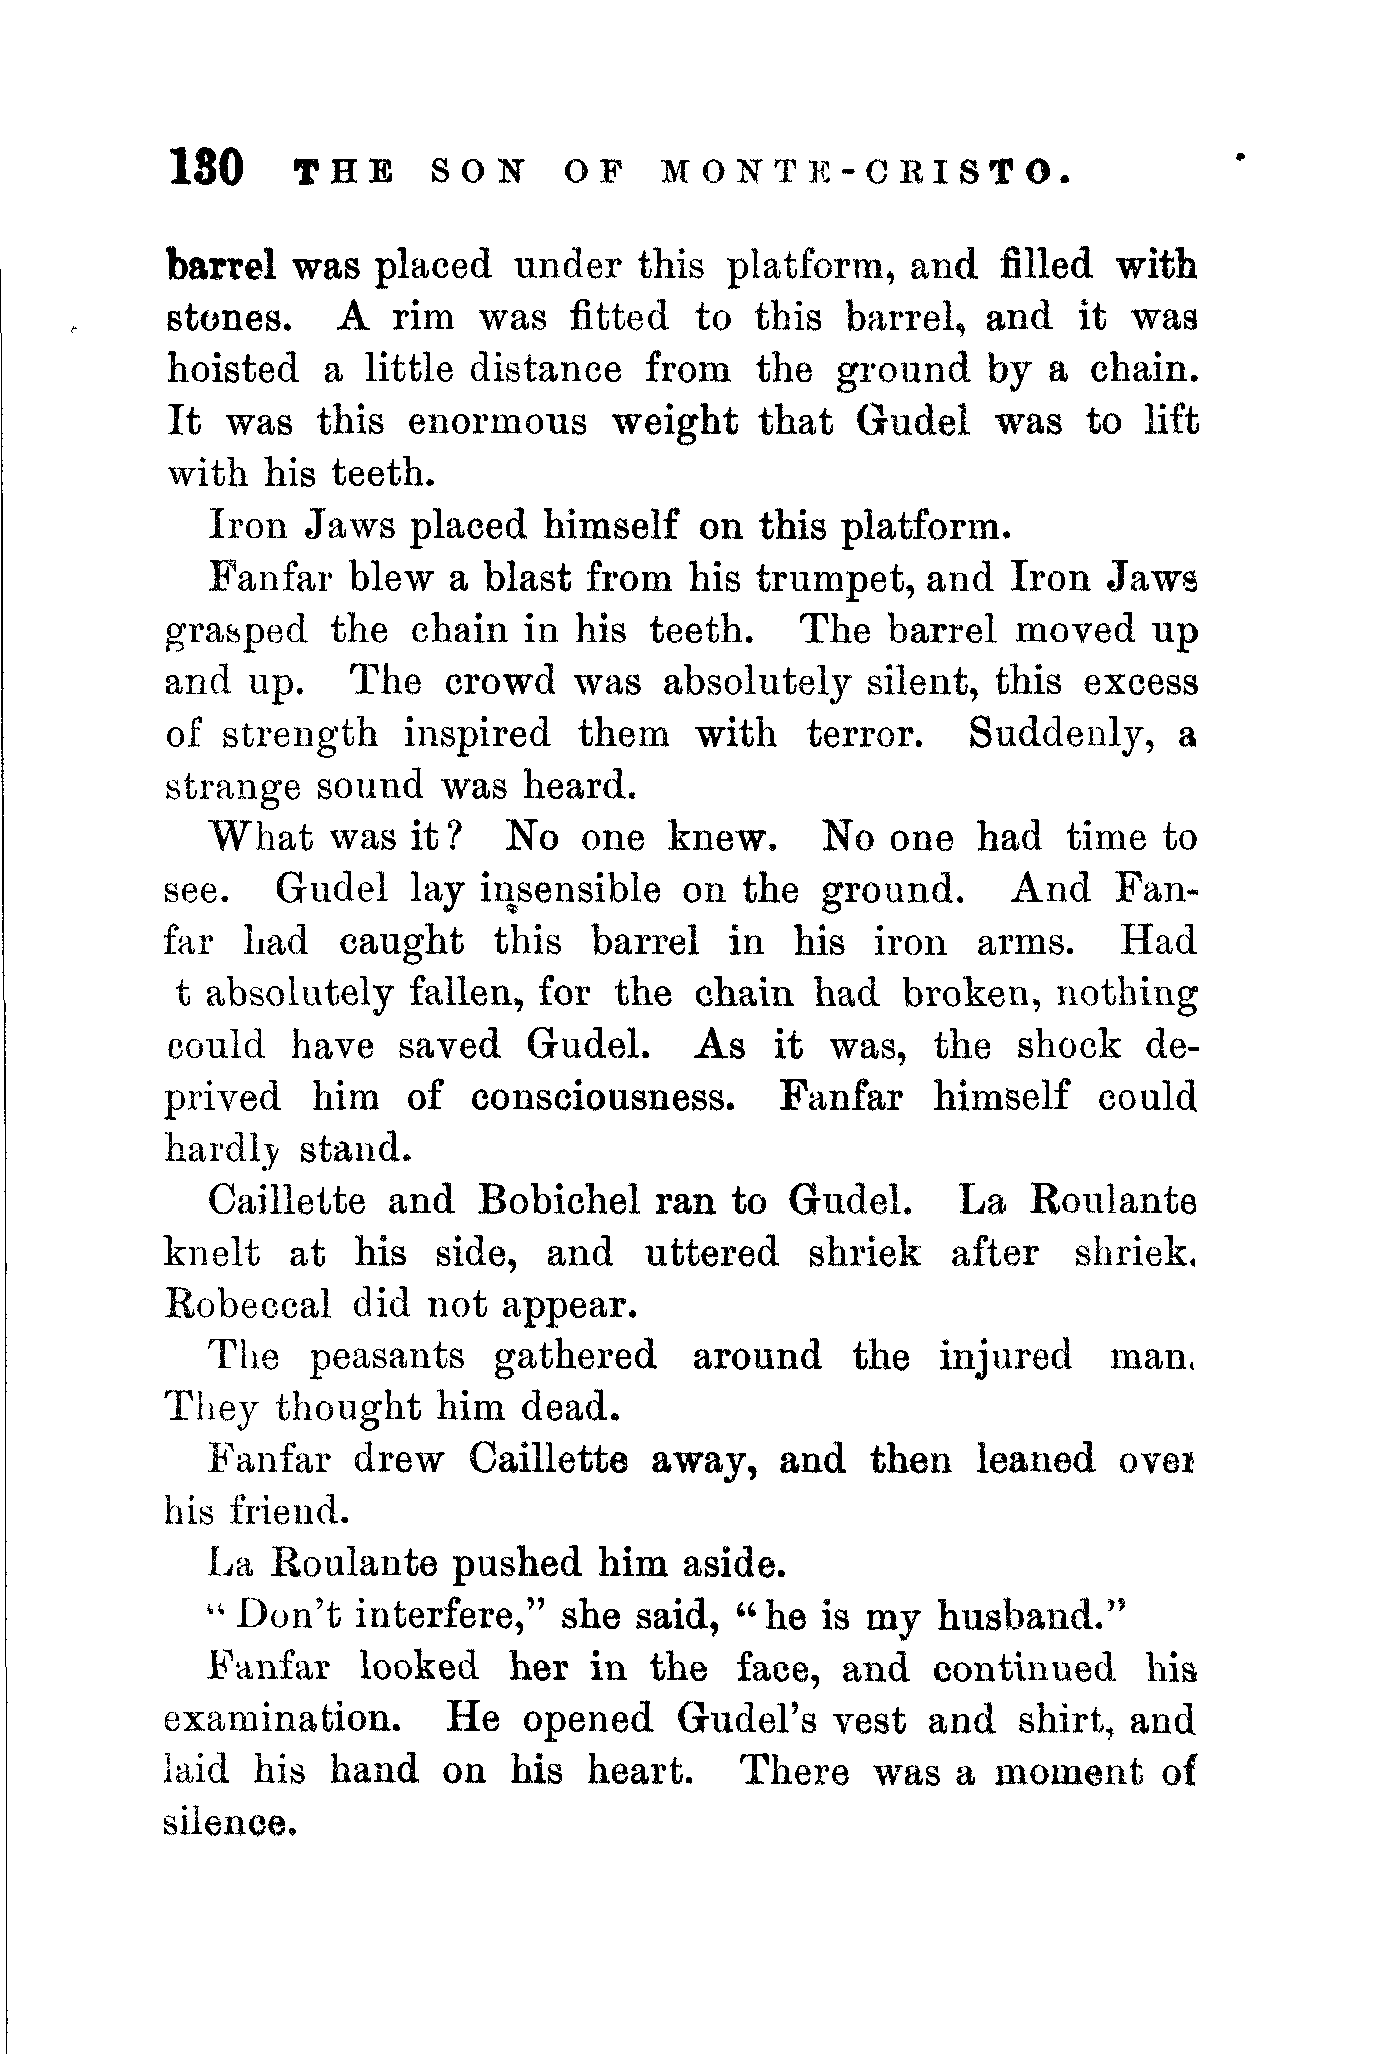 130 THE SON OF MONTE-CRISTO.
barrel was placed under this platform, and filled with
stones. A rim was fitted to this barrel, and it was
hoisted a little distance from the ground by a chain.
It was this enormous weight that Gudel was to lift
with his teeth.
Iron Jaws placed himself on this platform.
Fanfar blew a blast from his trumpet, and Iron Jaws
grasped the chain in his teeth. The barrel moved up
and up. The crowd was absolutely silent, this excess
of strength inspired them with terror. Suddenly, a
strange sound was heard.
What was it? No one knew. No one had time to
see. Gudel lay insensible on the ground. And Fan-
far had caught this barrel in his iron arms. Had
t absolutely fallen, for the chain had broken, nothing
could have saved Gudel. As it was, the shock de-
prived him of consciousness. Fanfar himself could
hardly stand.
Caillette and Bobichel ran to Gudel. La Roulante
knelt at his side, and uttered shriek after shriek.
Robeccal did not appear.
The peasants gathered around the injured man.
They thought him dead.
Fanfar drew Caillette away, and then leaned over
his friend.
La Roulante pushed him aside.
"Don't interfere," she said, "he is my husband."
Fanfar looked her in the face, and continued his
examination. He opened Gudel's vest and shirt, and
laid his hand on his heart. There was a moment of
silence.